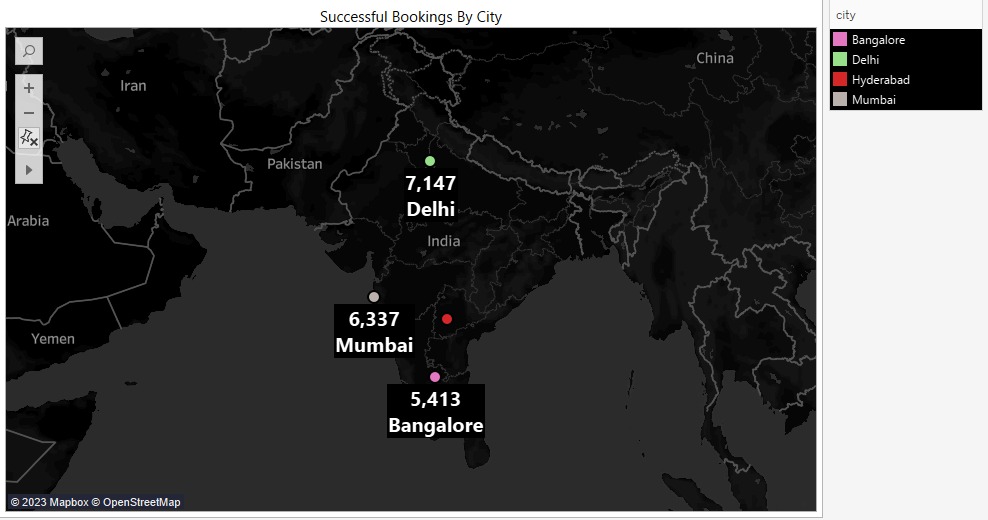 Successful Bookings By City
city
Bangalore
Delhi
Hyderabad
Mumbai
China
Iran
Pakistan
7,147
Delhi
Arabia
India
6,337
Mumbai
Yemen
5,413
Bangalore
© 2023 Mapbox © OpenStreetMap